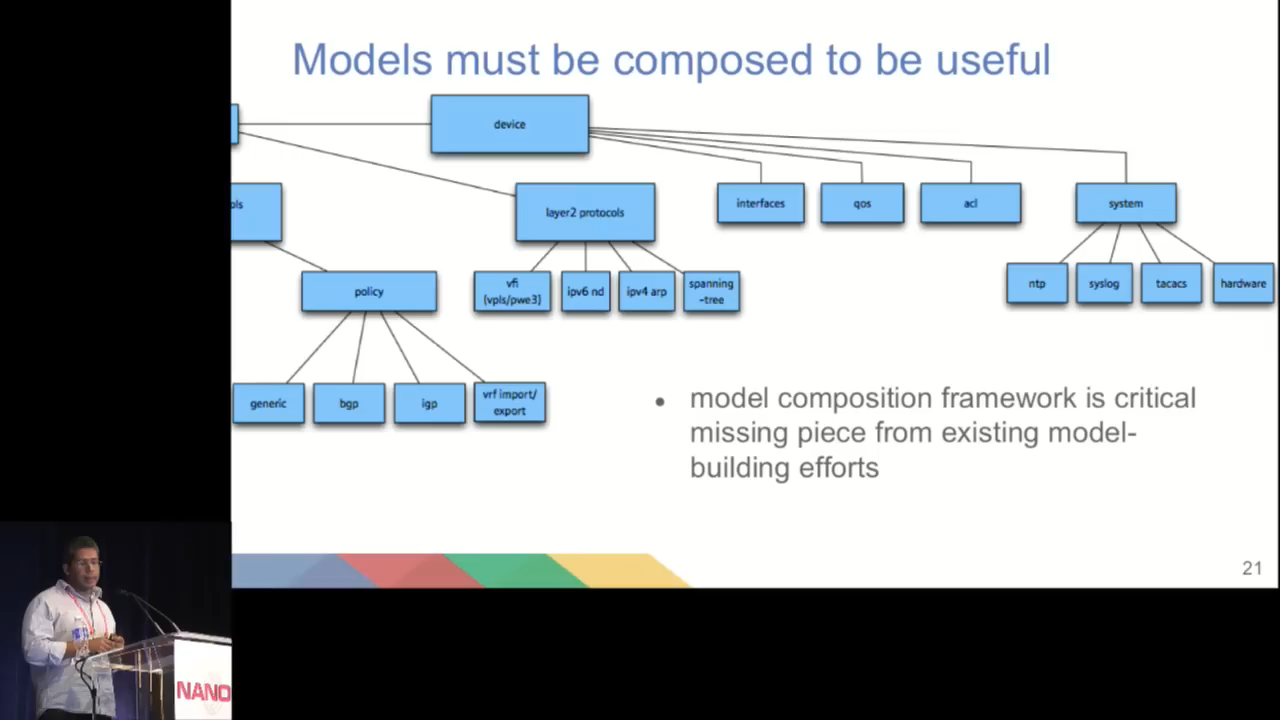 Models must be composed to be useful
device
ols
layer2 protocols
interfaces
qos
acl
system
policy
vfi
(vpls/pwe3)
ipv6 nd
ipv4 arp
spanning
-tree
ntp
syslog
tacacs
hardware
generic
bgp
igp
vrf import/
export
• model composition framework is critical
missing piece from existing model-
building efforts
21
NANO